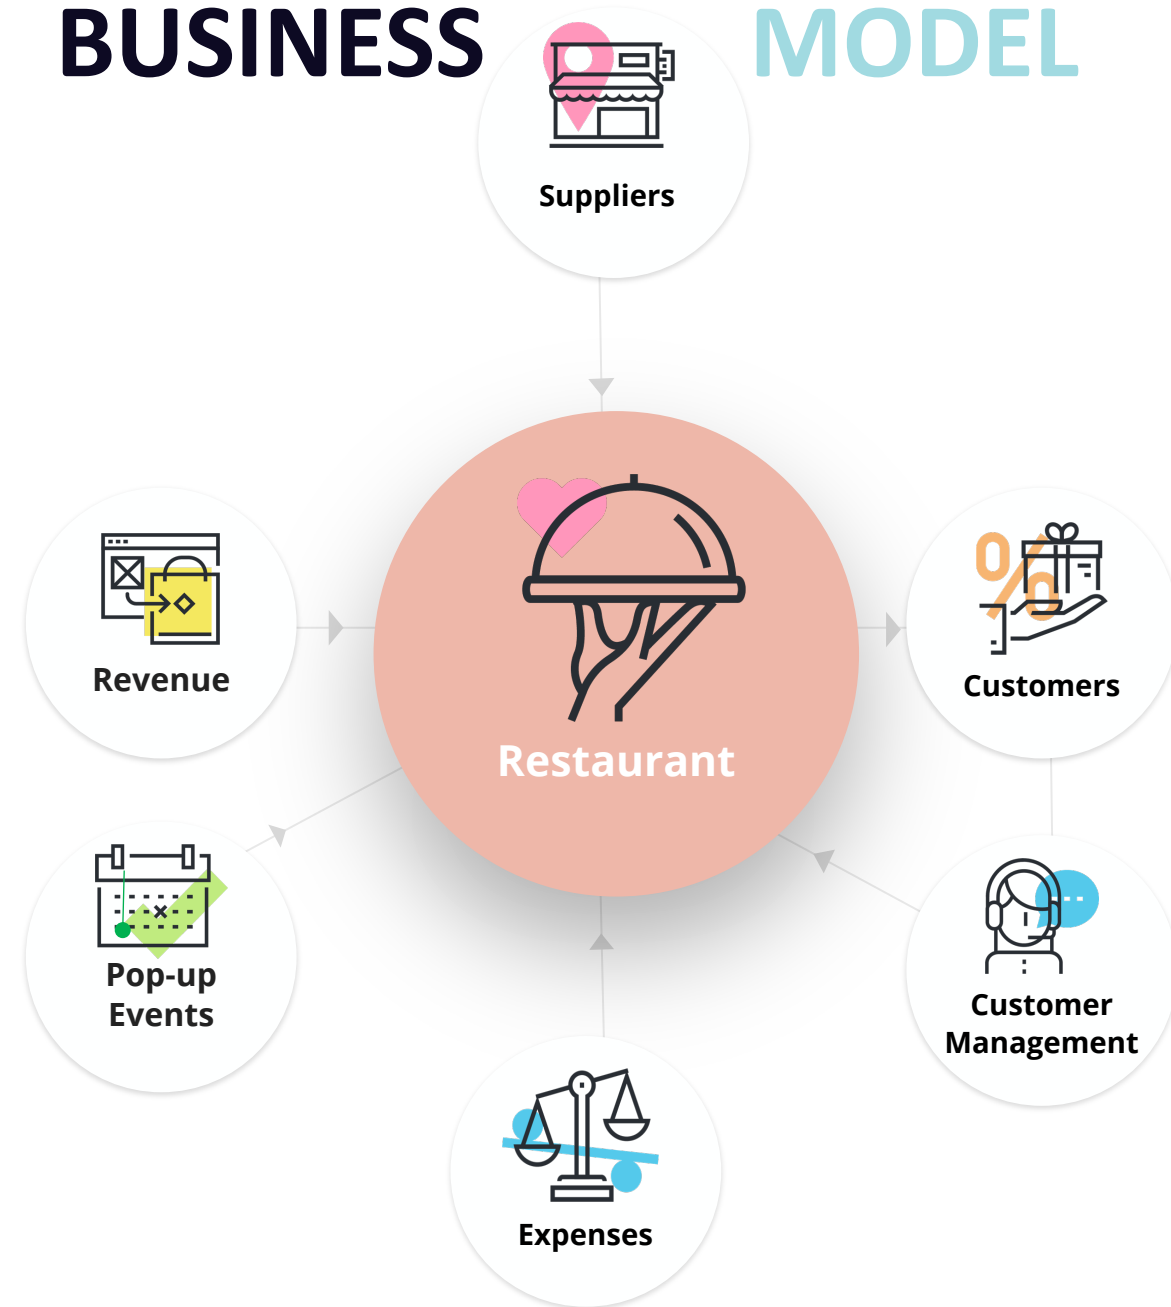 BUSINESS MODEL
Suppliers
Revenue
Restaurant
Customers
Pop-up
Events
Customer
Management
Expenses